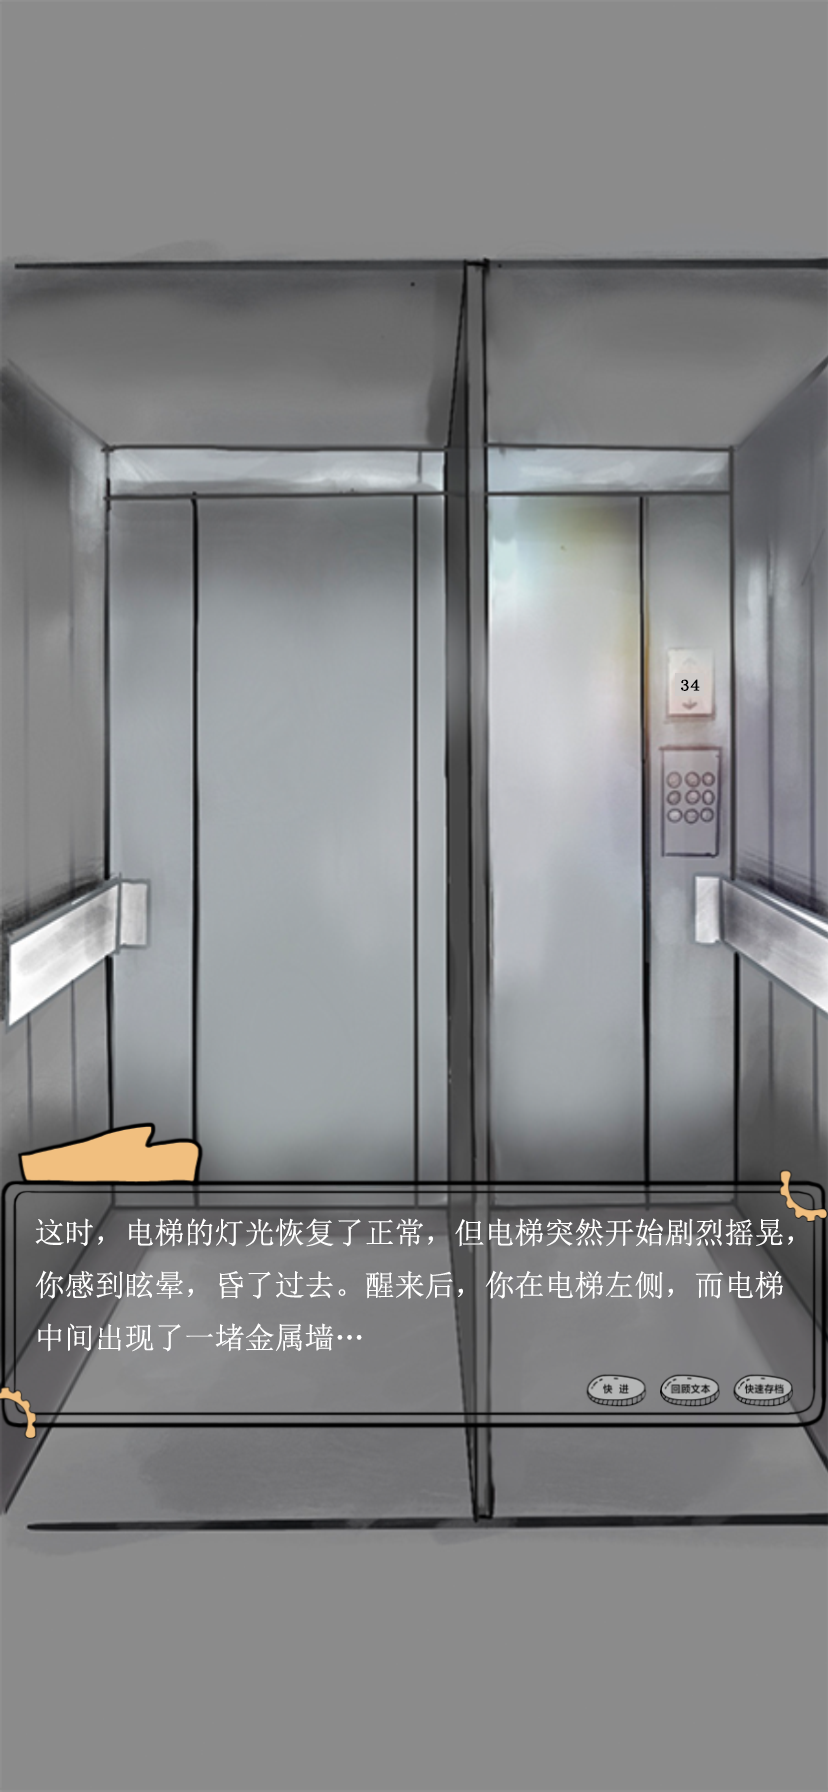 34
这时，电梯的灯光恢复了正常，但电梯突然开始剧烈摇晃，
你感到眩晕，昏了过去。醒来后，你在电梯左侧，而电梯
中间出现了一堵金属墙…
快 进 回顾文本 快速存档